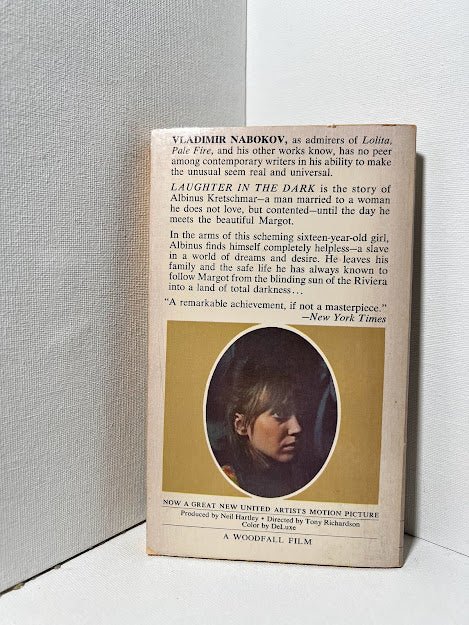 VLADIMIR NABOKOV, as admirers of Lolita,
Pale Fire, and his other works know, has no peer
among contemporary writers in his ability to make
the unusual seem real and universal.
LAUGHTER IN THE DARK is the story of
Albinus Kretschmar—a man married to a woman
he does not love, but contented—until the day he
meets the beautiful Margot.
In the arms of this scheming sixteen-year-old girl,
Albinus finds himself completely helpless—a slave
in a world of dreams and desire. He leaves his
family and the safe life he has always known to
follow Margot from the blinding sun of the Riviera
into a land of total darkness...
"A remarkable achievement, if not a masterpiece."
—New York Times
NOW A GREAT NEW UNITED ARTISTS MOTION PICTURE
Produced by Neil Hartley • Directed by Tony Richardson
Color by DeLuxe
A WOODFALL FILM